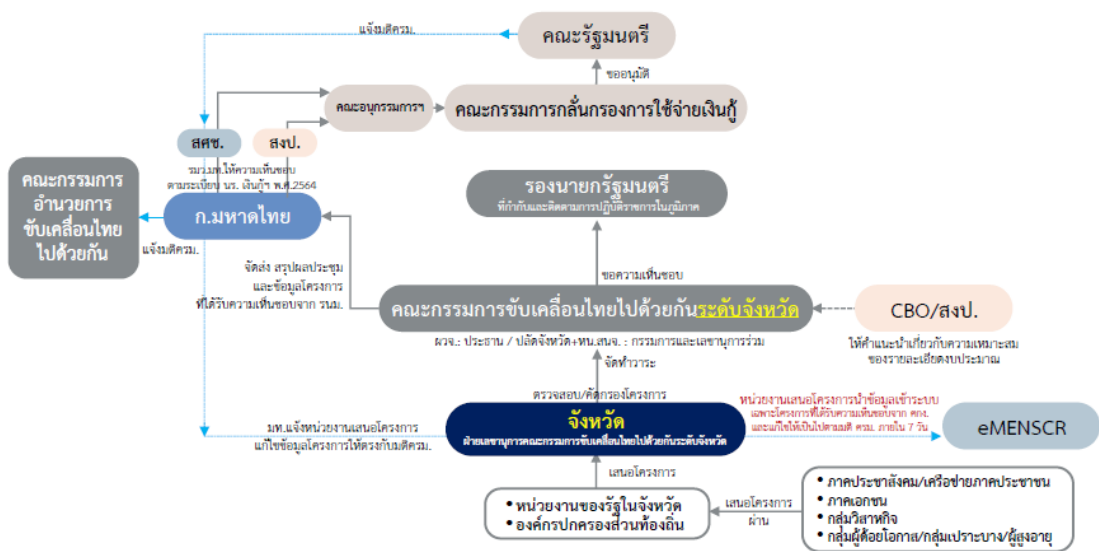 แจ้งมติครม.
คณะรัฐมนตรี
ขออนุมัติ
คณะอนุกรรมการฯ
คณะกรรมการกลั่นกรองการใช้จ่ายเงินกู้
สศช.
สงป.
รมว.มท.ให้ความเห็นชอบ
ตามระเบียบ นร. เงินกู้ฯ พ.ศ.2564
คณะกรรมการ
อำนวยการ
ขับเคลื่อนไทย
ไปด้วยกัน
ก.มหาดไทย
แจ้งมติครม.
รองนายกรัฐมนตรี
ที่กำกับและติดตามการปฏิบัติราชการในภูมิภาค
จัดส่ง สรุปผลประชุม
และข้อมูลโครงการ
ที่ได้รับความเห็นชอบจาก รนม.
ขอความเห็นชอบ
คณะกรรมการขับเคลื่อนไทยไปด้วยกันระดับจังหวัด
CBO/สงป.
ผวจ.: ประธาน / ปลัดจังหวัด+หน.สนจ. : กรรมการและเลขานุการร่วม
ให้คำแนะนำเกี่ยวกับความเหมาะสม
ของรายละเอียดงบประมาณ
จัดทำวาระ
ตรวจสอบ/คัดกรองโครงการ
จังหวัด
ฝ่ายเลขานุการคณะกรรมการขับเคลื่อนไทยไปด้วยกันระดับจังหวัด
มท.แจ้งหน่วยงานเสนอโครงการ
แก้ไขข้อมูลโครงการให้ตรงกับมติครม.
หน่วยงานเสนอโครงการนำข้อมูลเข้าระบบ
เฉพาะโครงการที่ได้รับความเห็นชอบจาก คกง.
และแก้ไขให้เป็นไปตามมติ ครม. ภายใน 7 วัน
eMENSCR
เสนอโครงการ
• หน่วยงานของรัฐในจังหวัด
• องค์กรปกครองส่วนท้องถิ่น
เสนอโครงการ
ผ่าน
• ภาคประชาสังคม/เครือข่ายภาคประชาชน
• ภาคเอกชน
• กลุ่มวิสาหกิจ
• กลุ่มผู้ด้อยโอกาส/กลุ่มเปราะบาง/ผู้สูงอายุ